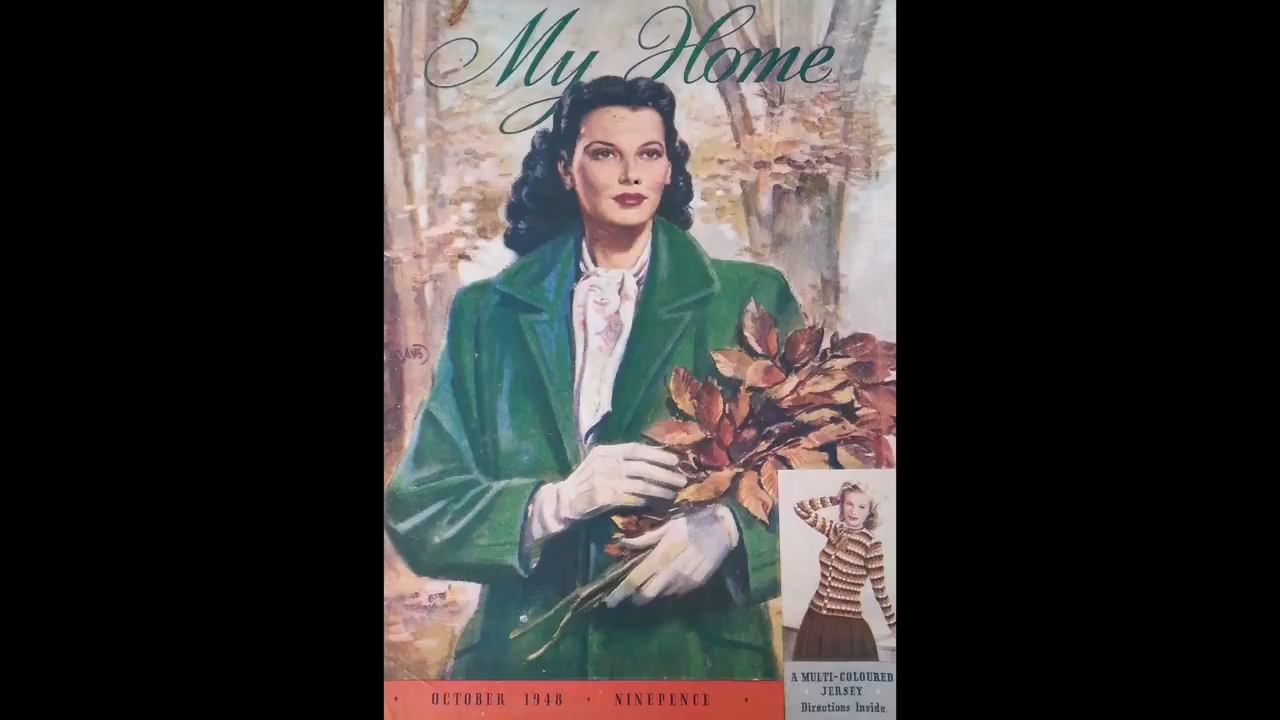 My Home
OCTOBER 1948 NINEPENCE
A MULTI-COLOURED
JERSEY
Directions Inside